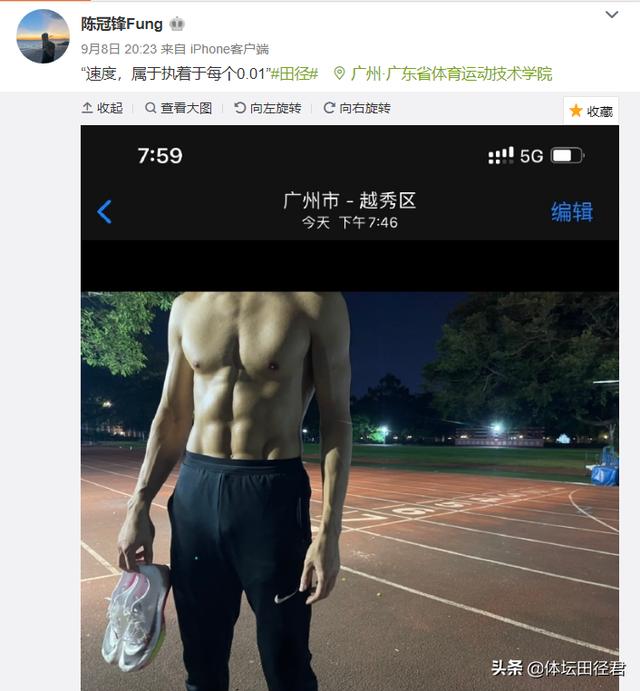 陈冠锋Fung
9月8日 20:23 来自 iPhone客户端
“速度，属于执着于每个0.01”#田径# 广州·广东省体育运动技术学院
收起 查看大图 向左旋转 向右旋转 收藏
7:59 5G
广州市 - 越秀区
今天 下午7:46
编辑
头条 @体坛田径君